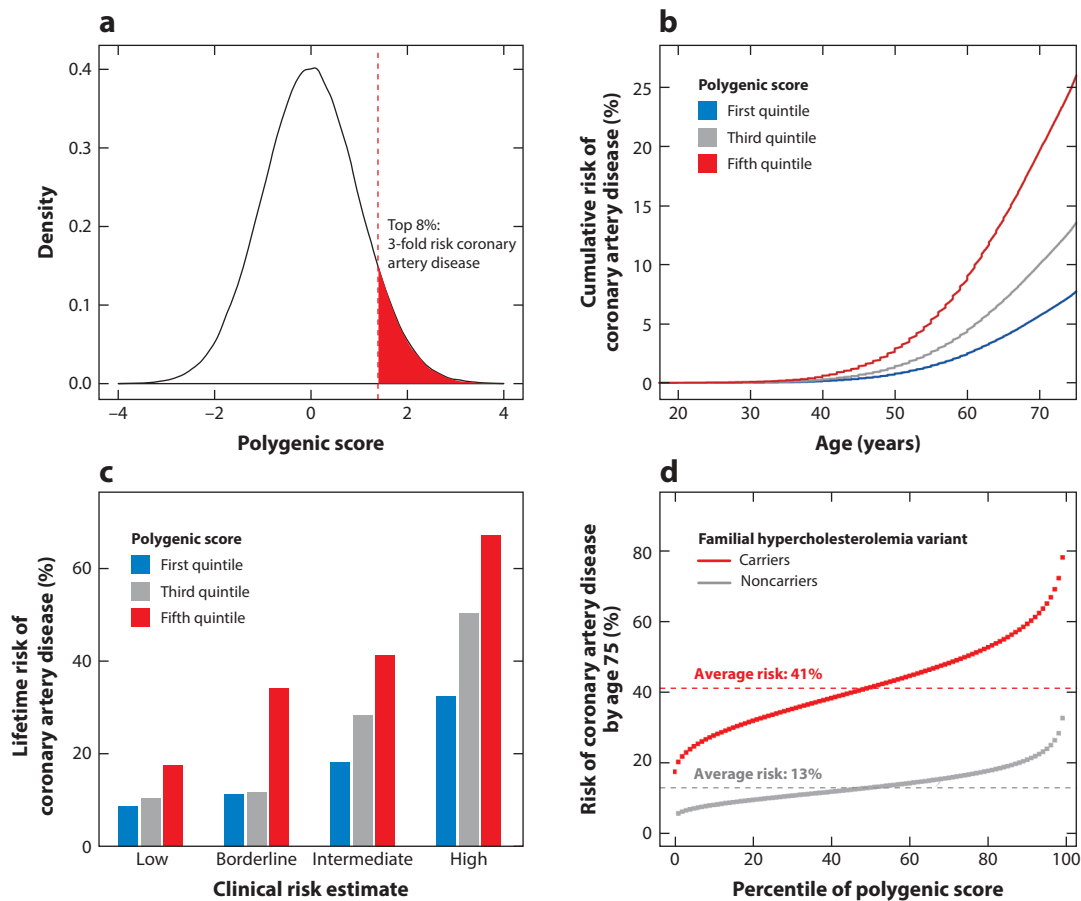 a
Density
0.4
0.3
0.2
0.1
0.0
Top 8%:
3-fold risk coronary
artery disease
−4
−2
0
2
4
Polygenic score
b
Cumulative risk of
coronary artery disease (%)
25
20
15
10
5
0
Polygenic score
First quintile
Third quintile
Fifth quintile
20
30
40
50
60
70
Age (years)
c
Lifetime risk of
coronary artery disease (%)
60
40
20
0
Polygenic score
First quintile
Third quintile
Fifth quintile
Low
Borderline
Intermediate
High
Clinical risk estimate
d
Risk of coronary artery disease
by age 75 (%)
80
60
40
20
0
Familial hypercholesterolemia variant
Carriers
Noncarriers
Average risk: 41%
Average risk: 13%
0
20
40
60
80
100
Percentile of polygenic score